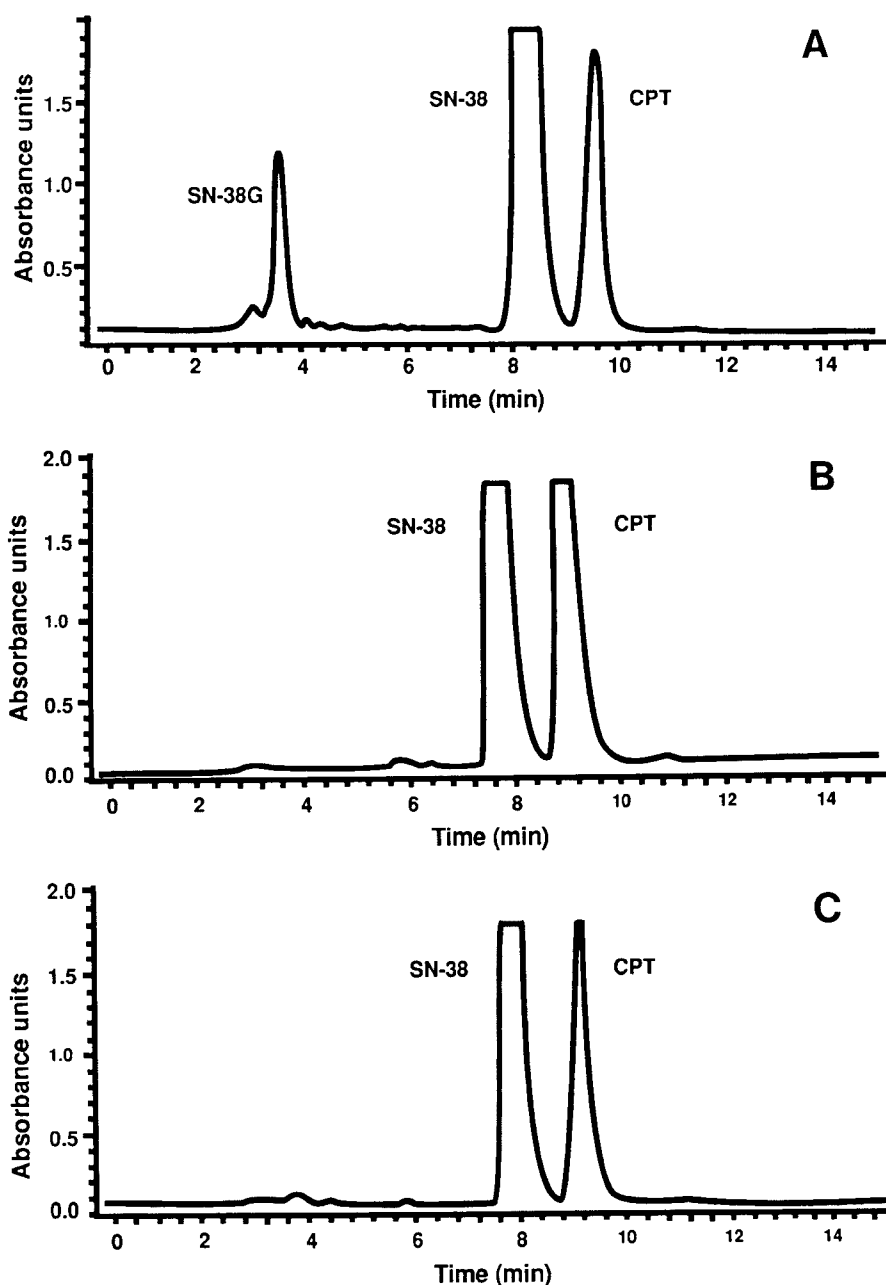 A
SN-38
CPT
SN-38G
Absorbance units
1.5
1.0
0.5
0 2 4 6 8 10 12 14
Time (min)
B
SN-38
CPT
Absorbance units
2.0
1.5
1.0
0.5
0.0
0 2 4 6 8 10 12 14
Time (min)
C
SN-38
CPT
Absorbance units
2.0
1.5
1.0
0.5
0.0
0 2 4 6 8 10 12 14
Time (min)